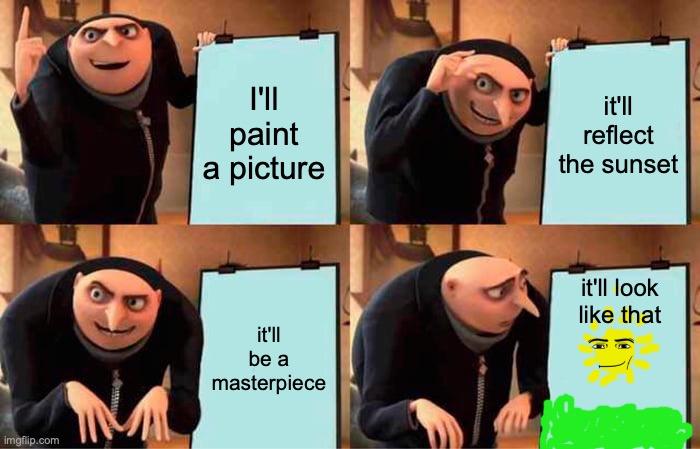 I'll
paint
a picture
it'll
reflect
the sunset
it'll
be a
masterpiece
it'll look
like that
imgflip.com